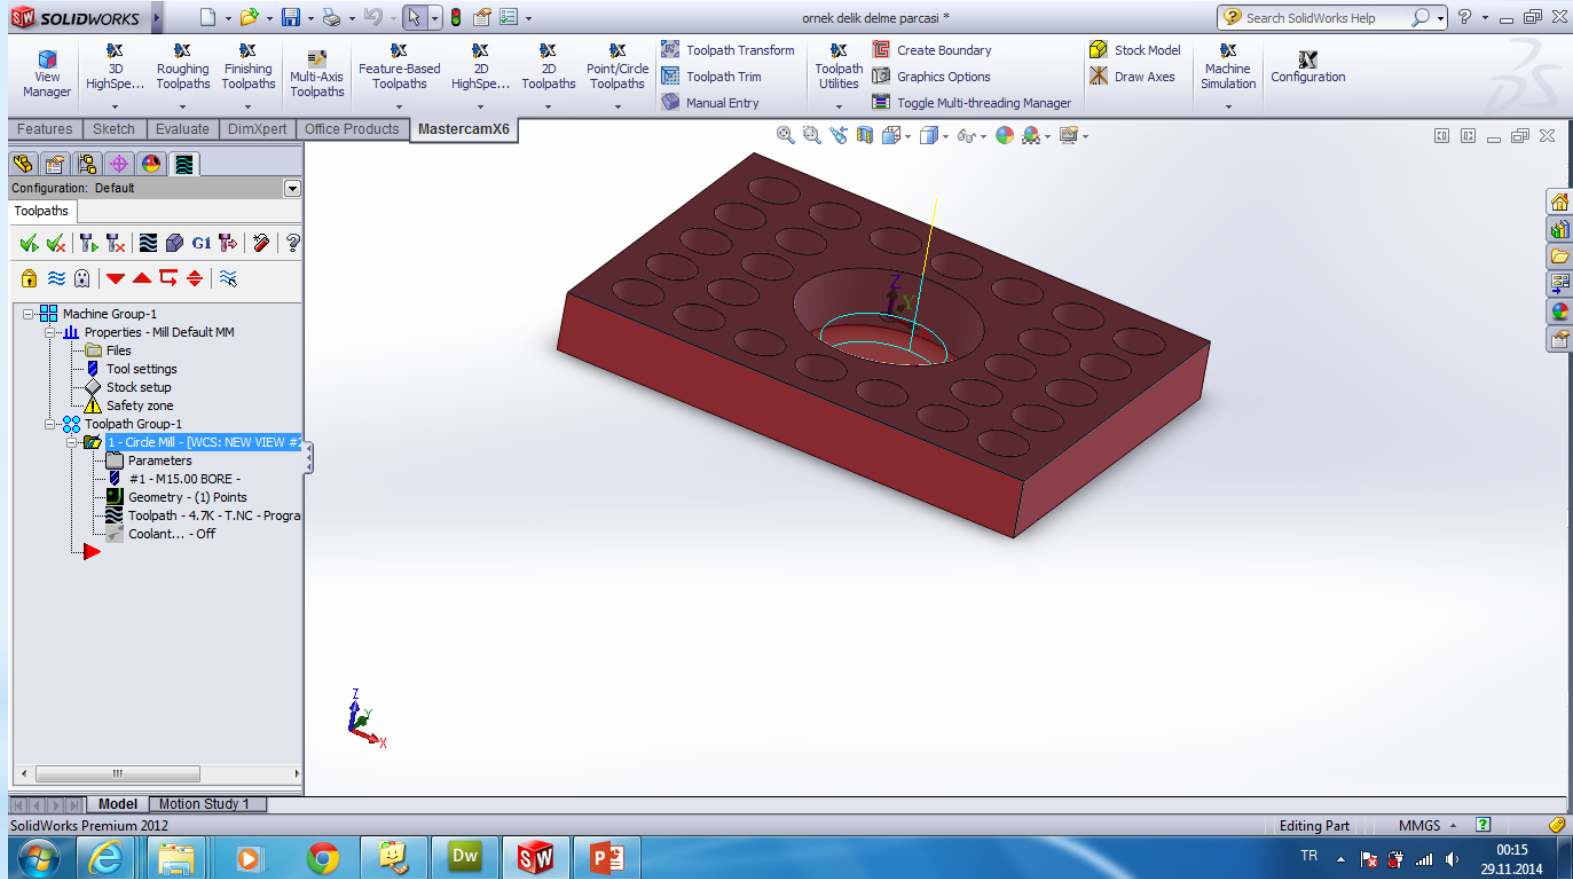 SOLIDWORKS
ornek delik delme parcasi *
Search SolidWorks Help
View Manager
3D HighSpe...
Roughing Toolpaths
Finishing Toolpaths
Multi-Axis Toolpaths
Feature-Based Toolpaths
2D HighSpe...
2D Toolpaths
Point/Circle Toolpaths
Toolpath Transform
Toolpath Trim
Manual Entry
Toolpath Utilities
Create Boundary
Graphics Options
Toggle Multi-threading Manager
Stock Model
Draw Axes
Machine Simulation
Configuration
Features
Sketch
Evaluate
DimXpert
Office Products
MastercamX6
Configuration: Default
Toolpaths
G1
Machine Group-1
Properties - Mill Default MM
Files
Tool settings
Stock setup
Safety zone
Toolpath Group-1
1 - Circle Mill - [WCS: NEW VIEW #2
Parameters
#1 - M15.00 BORE -
Geometry - (1) Points
Toolpath - 4.7K - T.NC - Progra
Coolant... - Off
Z
Y
Z
Y
X
Model
Motion Study 1
SolidWorks Premium 2012
Editing Part
MMGS
Dw
SW
P
TR
00:15
29.11.2014